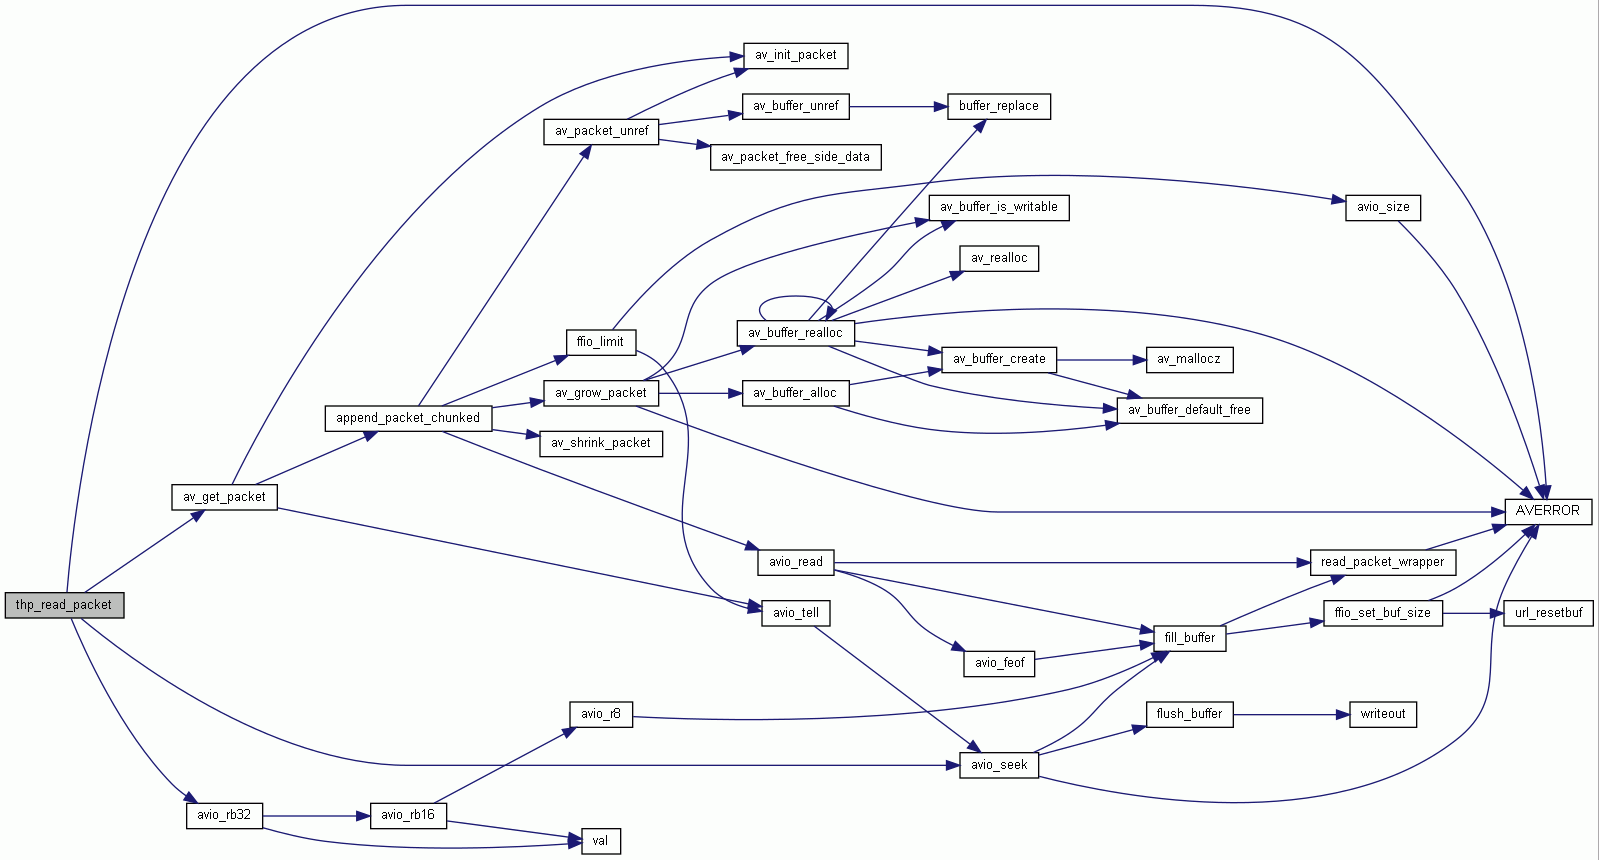 av_init_packet
av_buffer_unref
buffer_replace
av_packet_unref
av_packet_free_side_data
av_buffer_is_writable
avio_size
av_realloc
av_buffer_realloc
ffio_limit
av_buffer_create
av_mallocz
av_grow_packet
av_buffer_alloc
av_buffer_default_free
append_packet_chunked
av_shrink_packet
av_get_packet
AVERROR
avio_read
read_packet_wrapper
thp_read_packet
avio_tell
ffio_set_buf_size
url_resetbuf
fill_buffer
avio_feof
avio_r8
flush_buffer
writeout
avio_seek
avio_rb32
avio_rb16
val